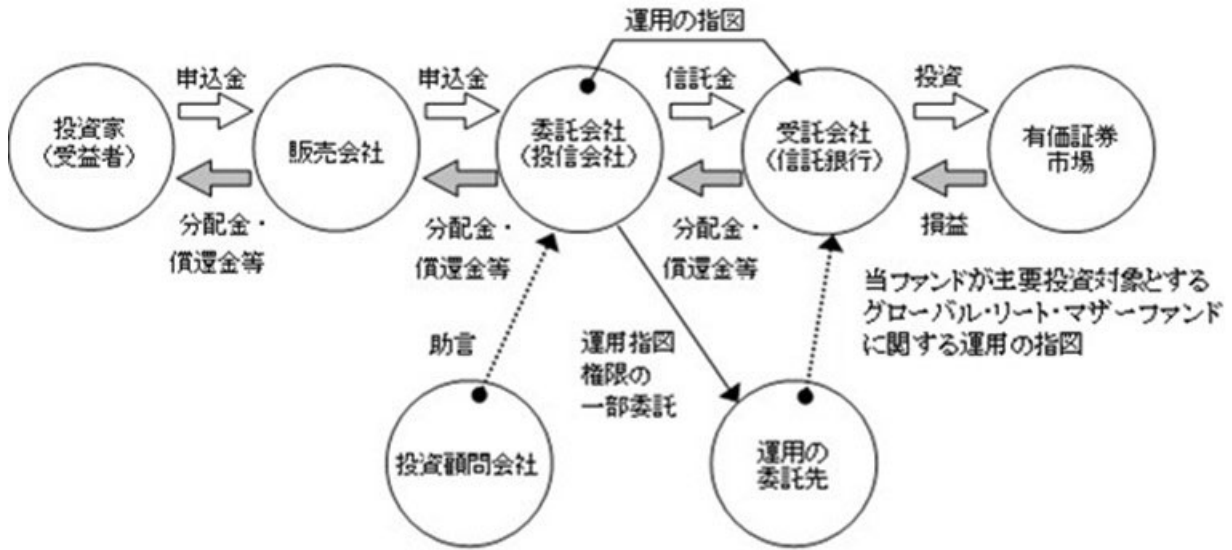 運用の指図
申込金
申込金
信託金
投資
投資家
(受益者)
販売会社
委託会社
(投信会社)
受託会社
(信託銀行)
有価証券
市場
分配金・
償還金等
分配金・
償還金等
分配金・
償還金等
損益
当ファンドが主要投資対象とする
グローバル・リート・マザーファンド
に関する運用の指図
助言
運用指図
権限の
一部委託
投資顧問会社
運用の
委託先